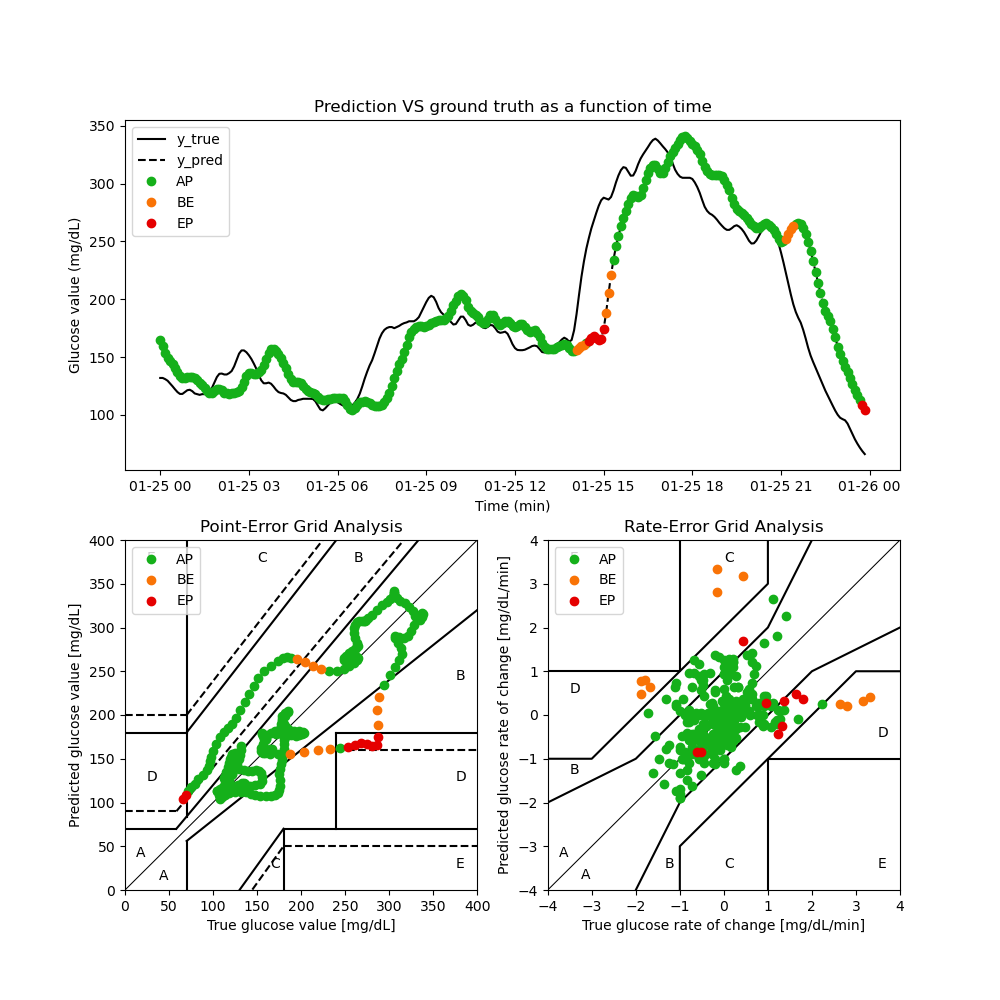 Prediction VS ground truth as a function of time
Glucose value (mg/dL)
350
300
250
200
150
100
y_true
y_pred
AP
BE
EP
01-25 00 01-25 03 01-25 06 01-25 09 01-25 12 01-25 15 01-25 18 01-25 21 01-26 00
Time (min)
Point-Error Grid Analysis
Predicted glucose value [mg/dL]
400
350
300
250
200
150
100
50
0
AP
BE
EP
C B
B
D D
A
A
C
E
0 50 100 150 200 250 300 350 400
True glucose value [mg/dL]
Rate-Error Grid Analysis
Predicted glucose rate of change [mg/dL/min]
4
3
2
1
0
−1
−2
−3
−4
AP
BE
EP
C
D
D
B
A
A
B C E
−4 −3 −2 −1 0 1 2 3 4
True glucose rate of change [mg/dL/min]